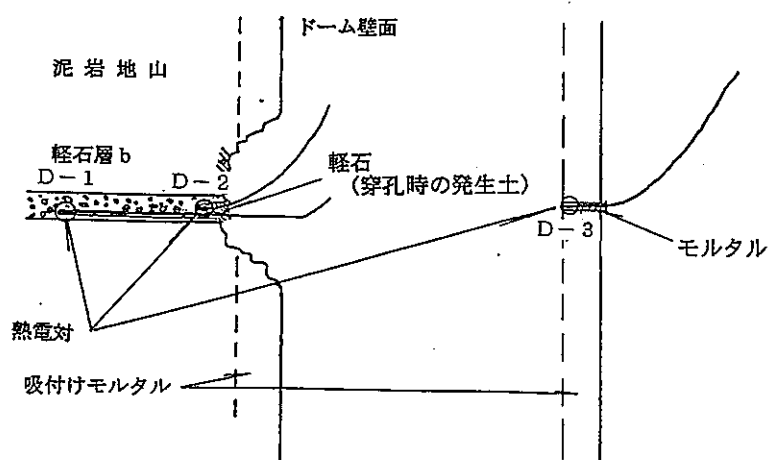 ドーム壁面
泥岩地山
軽石層b
D-1
D-2
軽石
(穿孔時の発生土)
D-3
モルタル
熱電対
吸付けモルタル